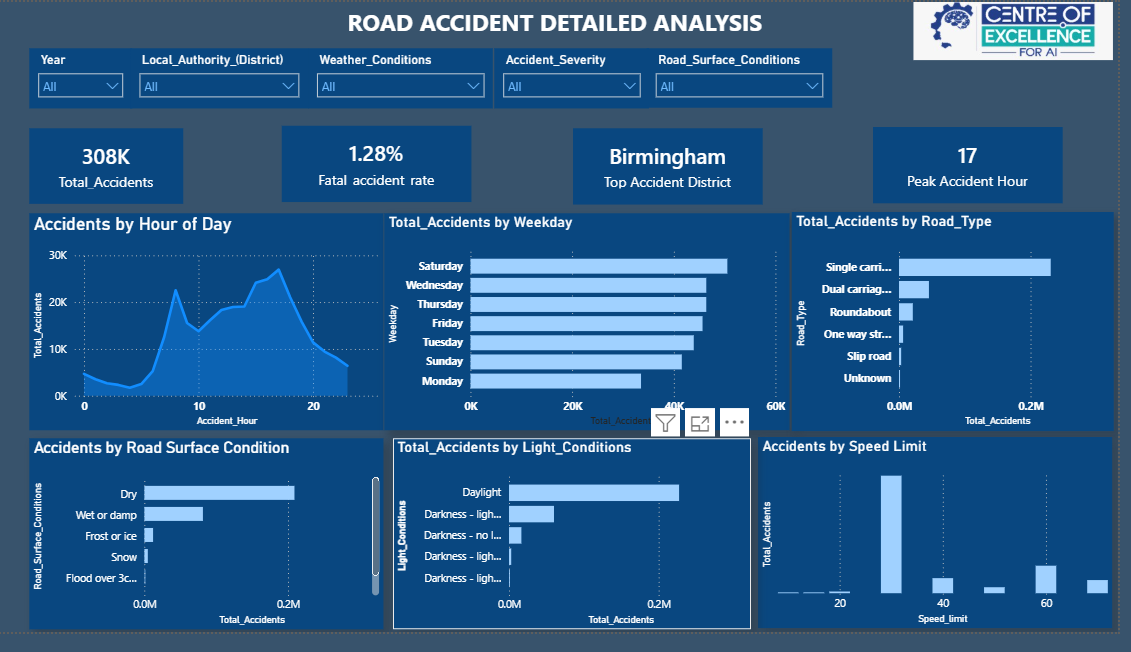 ROAD ACCIDENT DETAILED ANALYSIS
CENTRE OF
EXCELLENCE
FOR AI
Year
Local_Authority_(District)
Weather_Conditions
Accident_Severity
Road_Surface_Conditions
All
All
All
All
All
308K
Total_Accidents
1.28%
Fatal accident rate
Birmingham
Top Accident District
17
Peak Accident Hour
Accidents by Hour of Day
Total_Accidents
30K
20K
10K
0K
0
10
20
Accident_Hour
Total_Accidents by Weekday
Weekday
Saturday
Wednesday
Thursday
Friday
Tuesday
Sunday
Monday
0K
20K
40K
60K
Total_Acciden
Total_Accidents by Road_Type
Road_Type
Single carri...
Dual carriag...
Roundabout
One way str...
Slip road
Unknown
0.0M
0.2M
Total_Accidents
Accidents by Road Surface Condition
Road_Surface_Conditions
Dry
Wet or damp
Frost or ice
Snow
Flood over 3c...
0.0M
0.2M
Total_Accidents
Total_Accidents by Light_Conditions
Light_Conditions
Daylight
Darkness - ligh...
Darkness - no l...
Darkness - ligh...
Darkness - ligh...
0.0M
0.2M
Total_Accidents
Accidents by Speed Limit
Total_Accidents
20
40
60
Speed_limit